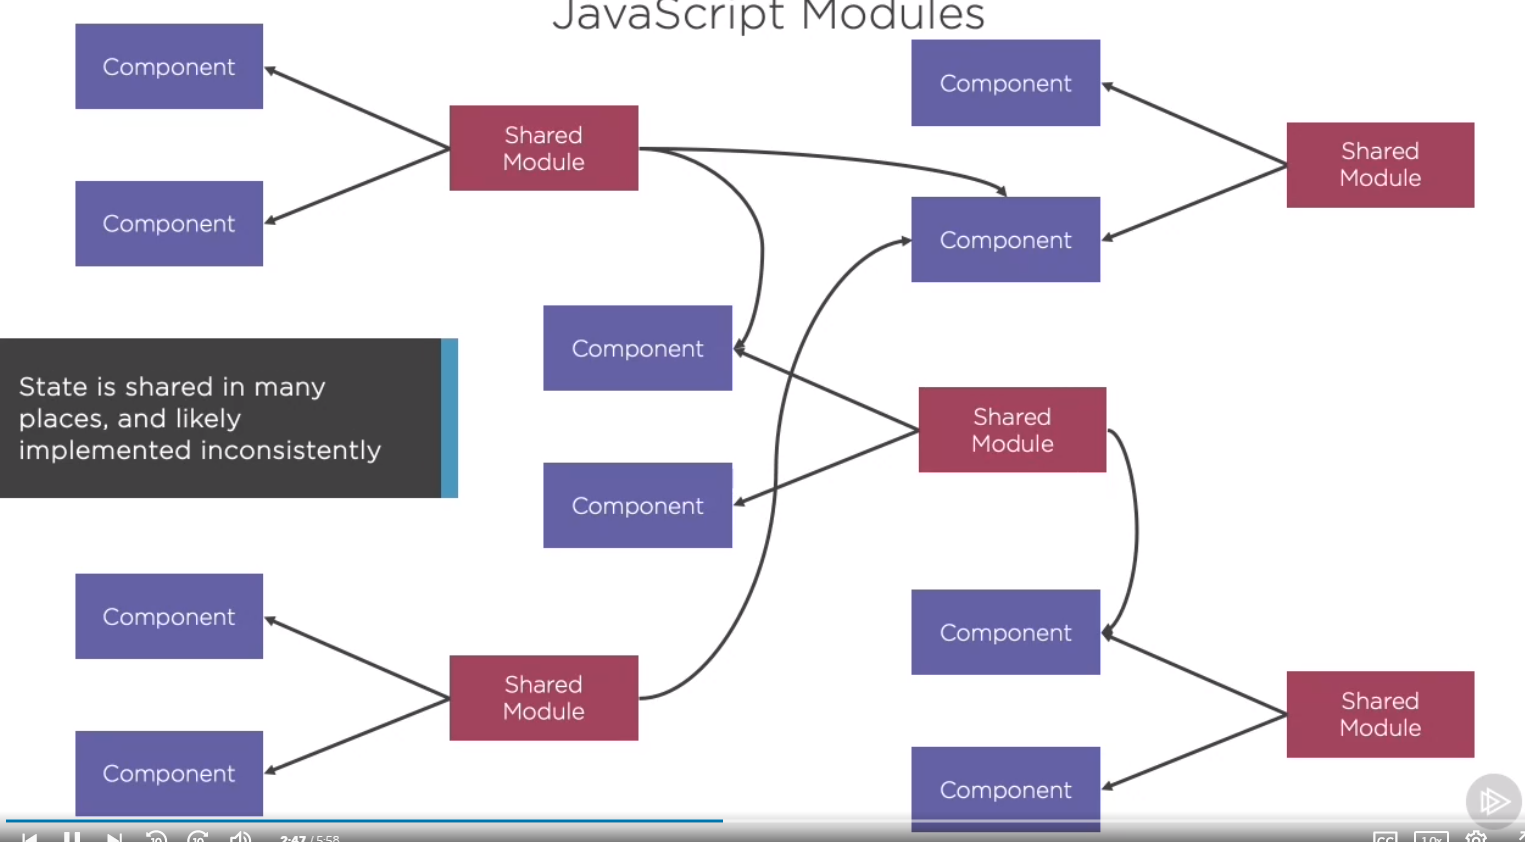 JavaScript Modules
Component
Component
Shared
Module
Component
Component
Shared
Module
Component
Component
Shared
Module
State is shared in many
places, and likely
implemented inconsistently
Component
Component
Shared
Module
Component
Component
Shared
Module
2:47 / 5:58
10
10
CC
1.0x